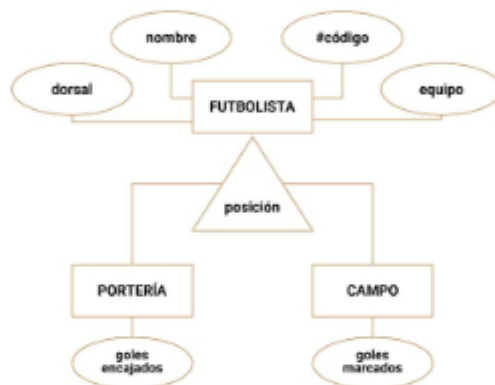 nombre
#código
dorsal
equipo
FUTBOLISTA
posición
PORTERÍA
CAMPO
goles
encajados
goles
marcados